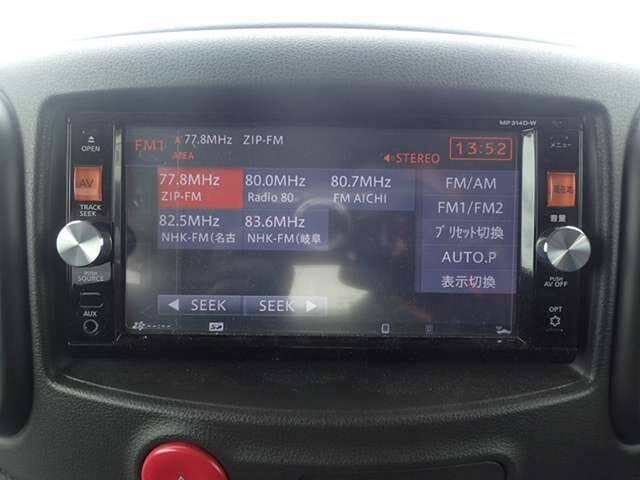 MP314D-W
OPEN
メニュー
FM1
77.8MHz ZIP-FM
AREA
STEREO
13:52
AV
現在地
TRACK
SEEK
音量
77.8MHz
ZIP-FM
80.0MHz
Radio 80
80.7MHz
FM AICHI
82.5MHz
NHK-FM(名古
83.6MHz
NHK-FM(岐阜
FM/AM
FM1/FM2
プリセット切換
AUTO.P
表示切換
PUSH
SOURCE
PUSH
AV OFF
SEEK
SEEK
AUX
OPT